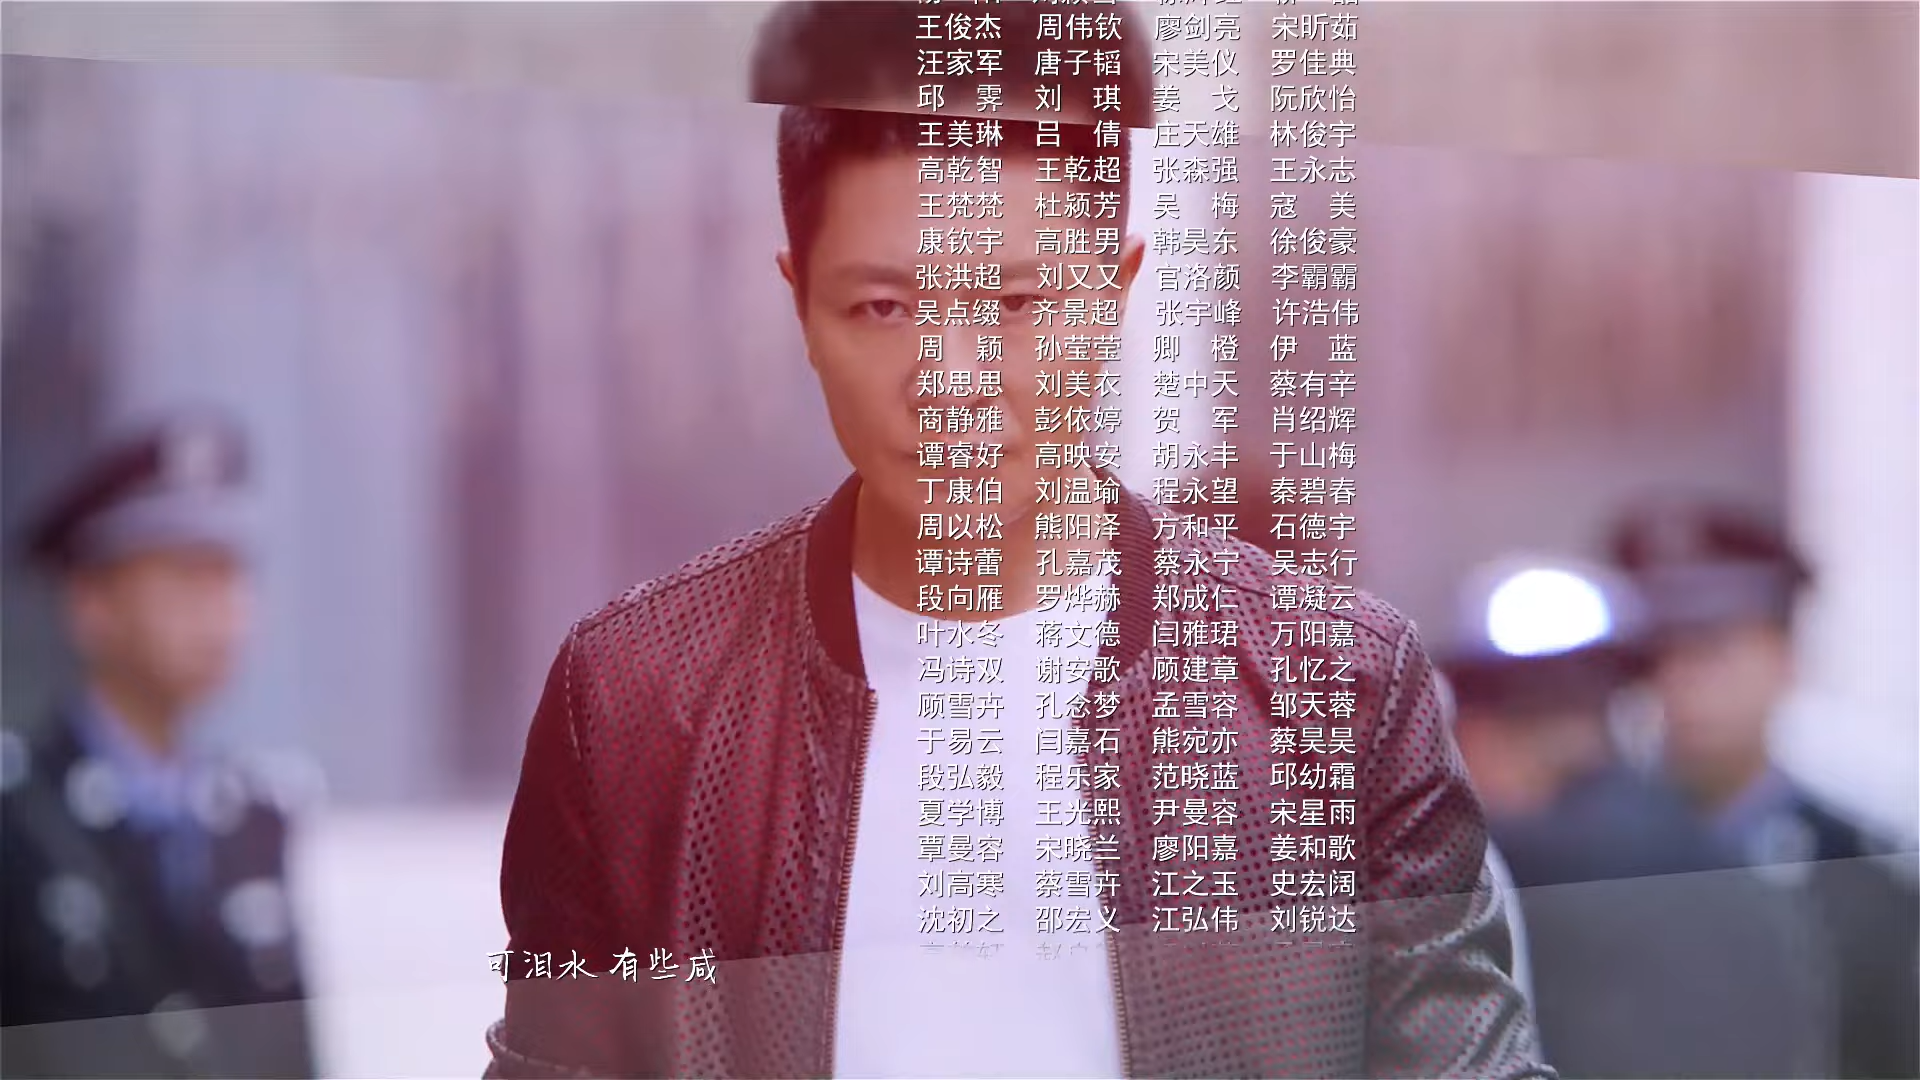 王俊杰 周伟钦 廖剑亮 宋昕茹
汪家军 唐子韬 宋美仪 罗佳典
邱 霁 刘 琪 姜 戈 阮欣怡
王美琳 吕 倩 庄天雄 林俊宇
高乾智 王乾超 张森强 王永志
王梵梵 杜颍芳 吴 梅 寇 美
康钦宇 高胜男 韩昊东 徐俊豪
张洪超 刘又又 官洛颜 李霸霸
吴点缀 齐景超 张宇峰 许浩伟
周 颖 孙莹莹 卿 橙 伊 蓝
郑思思 刘美衣 楚中天 蔡有辛
商静雅 彭依婷 贺 军 肖绍辉
谭睿好 高映安 胡永丰 于山梅
丁康伯 刘温瑜 程永望 秦碧春
周以松 熊阳泽 方和平 石德宇
谭诗蕾 孔嘉茂 蔡永宁 吴志行
段向雁 罗烨赫 郑成仁 谭凝云
叶水冬 蒋文德 闫雅珺 万阳嘉
冯诗双 谢安歌 顾建章 孔忆之
顾雪卉 孔念梦 孟雪容 邹天蓉
于易云 闫嘉石 熊宛亦 蔡昊昊
段弘毅 程乐家 范晓蓝 邱幼霜
夏学博 王光熙 尹曼容 宋星雨
覃曼容 宋晓兰 廖阳嘉 姜和歌
刘高寒 蔡雪卉 江之玉 史宏阔
沈初之 邵宏义 江弘伟 刘锐达
可泪水 有些咸